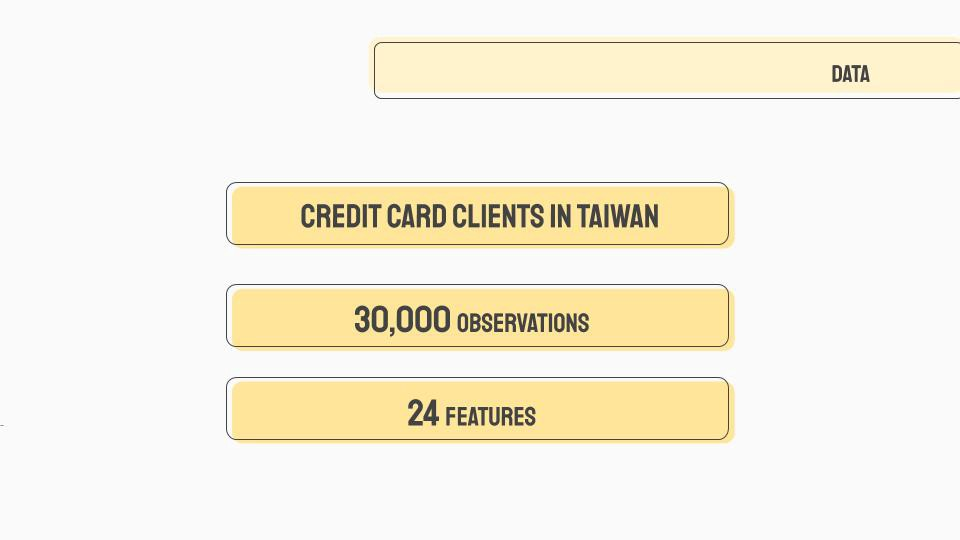 DATA
CREDIT CARD CLIENTS IN TAIWAN
30,000 OBSERVATIONS
24 FEATURES